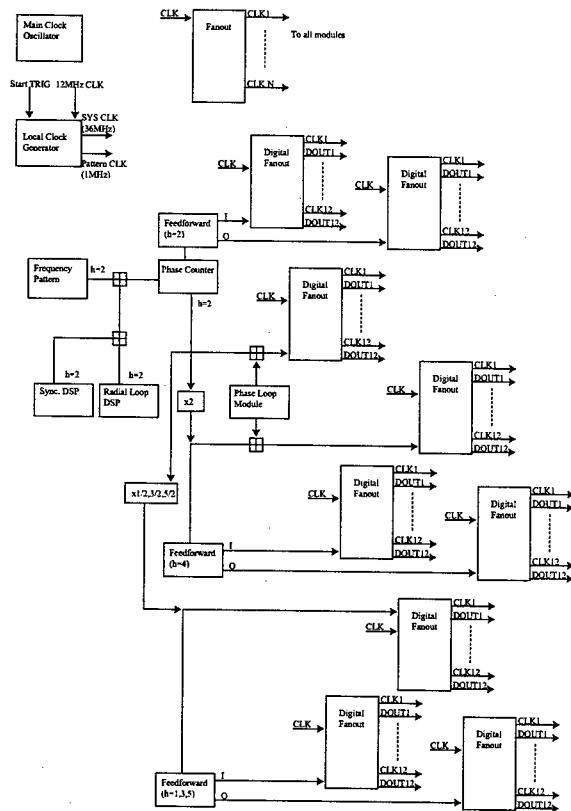 Main Clock
Oscillator
CLK
Fanout
CLK1
To all modules
CLK N
Start TRIG 12MHz CLK
Local Clock
Generator
SYS CLK
(36MHz)
Pattern CLK
(1MHz)
CLK
Digital
Fanout
CLK1
DOUT1
CLK12
DOUT12
CLK
Digital
Fanout
CLK1
DOUT1
CLK12
DOUT12
Feedforward
(h=2)
I
Q
Frequency
Pattern
h=2
Phase Counter
h=2
CLK
Digital
Fanout
CLK1
DOUT1
CLK12
DOUT12
h=2
h=2
Sync. DSP
Radial Loop
DSP
x2
Phase Loop
Module
CLK
Digital
Fanout
CLK1
DOUT1
CLK12
DOUT12
x1/2,3/2,5/2
CLK
Digital
Fanout
CLK1
DOUT1
CLK12
DOUT12
CLK
Digital
Fanout
CLK1
DOUT1
CLK12
DOUT12
Feedforward
(h=4)
I
Q
CLK
Digital
Fanout
CLK1
DOUT1
CLK12
DOUT12
CLK
Digital
Fanout
CLK1
DOUT1
CLK12
DOUT12
CLK
Digital
Fanout
CLK1
DOUT1
CLK12
DOUT12
Feedforward
(h=1,3,5)
I
Q